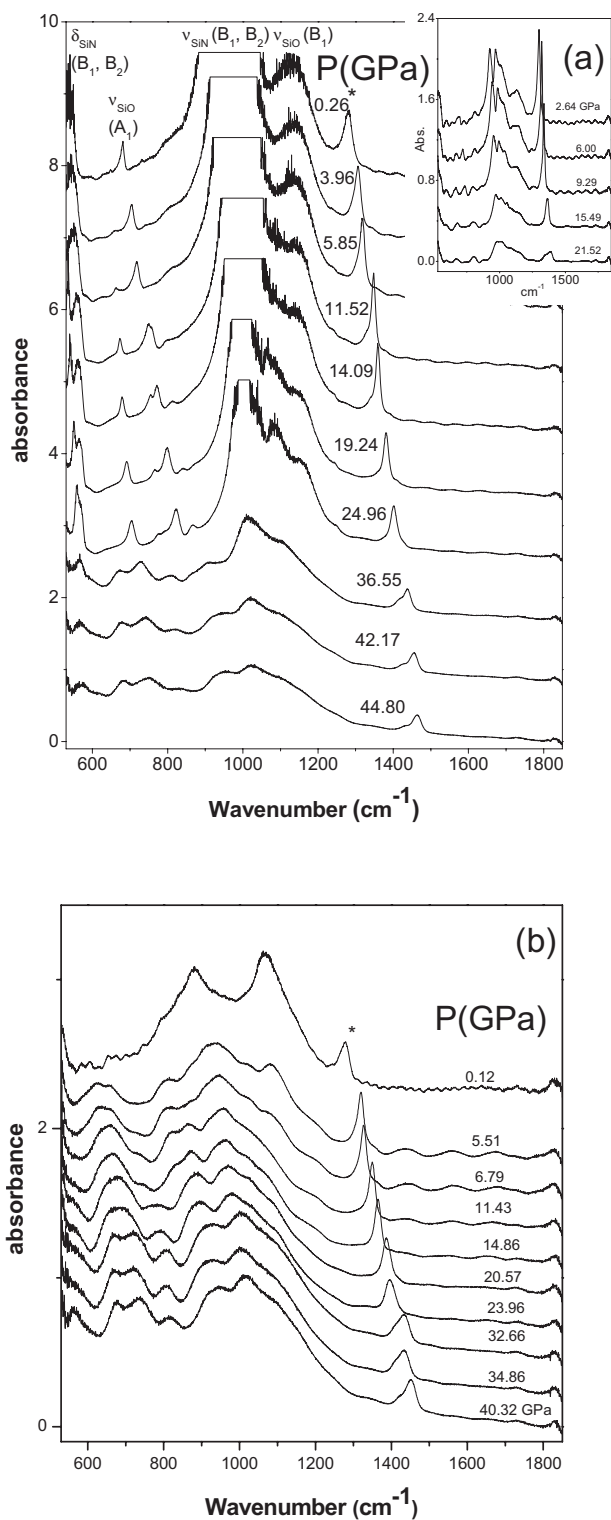 10
8
6
4
2
0
absorbance
δSiN
(B1, B2)
νSiO
(A1)
νSiN (B1, B2) νSiO (B1)
P(GPa)
*
0.26
3.96
5.85
11.52
14.09
19.24
24.96
36.55
42.17
44.80
600 800 1000 1200 1400 1600 1800
Wavenumber (cm-1)
(a)
2.4
1.6
0.8
0.0
Abs.
2.64 GPa
6.00
9.29
15.49
21.52
1000 1500
cm-1
(b)
P(GPa)
*
2
0
absorbance
0.12
5.51
6.79
11.43
14.86
20.57
23.96
32.66
34.86
40.32 GPa
600 800 1000 1200 1400 1600 1800
Wavenumber (cm-1)